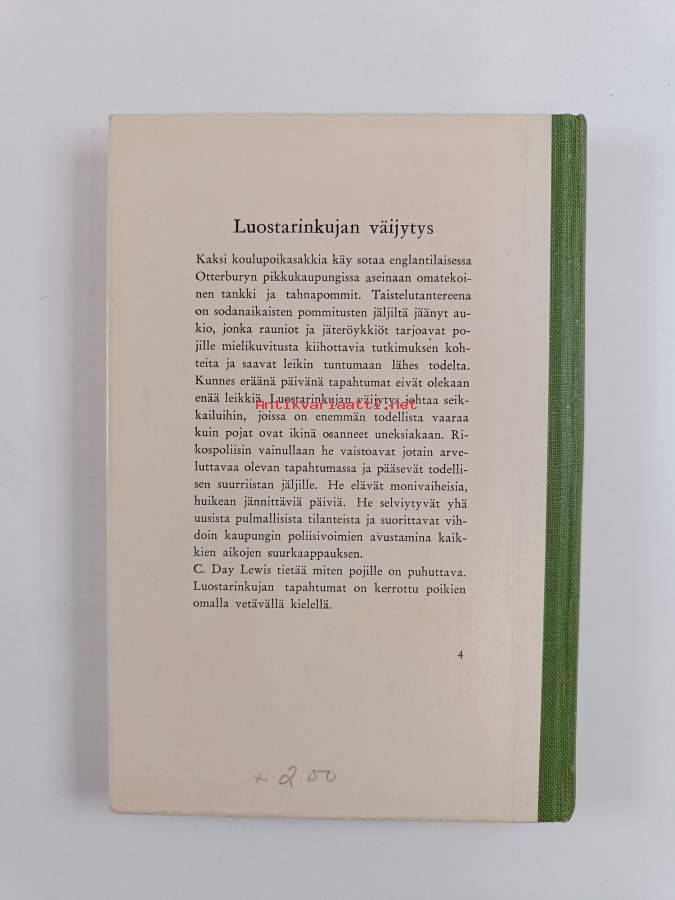 Luostarinkujan väijytys
Kaksi koulupoikasakkia käy sotaa englantilaisessa
Otterburyn pikkukaupungissa aseinaan omatekoi-
nen tankki ja tahnapommit. Taistelutantereena
on sodanaikaisten pommitusten jäljiltä jäänyt au-
kio, jonka rauniot ja jäteröykkiöt tarjoavat po-
jille mielikuvitusta kiihottavia tutkimuksen koh-
teita ja saavat leikin tuntumaan lähes todelta.
Kunnes eräänä päivänä tapahtumat eivät olekaan
enää leikkiä. Luostarinkujan väijytys johtaa seik-
Antikvariaatti.net
kailuihin, joissa on enemmän todellista vaaraa
kuin pojat ovat ikinä osanneet uneksiakaan. Ri-
kospoliisin vainullaan he vaistoavat jotain arve-
luttavaa olevan tapahtumassa ja pääsevät todelli-
sen suurriistan jäljille. He elävät monivaiheisia,
huikean jännittäviä päiviä. He selviytyvät yhä
uusista pulmallisista tilanteista ja suorittavat vih-
doin kaupungin poliisivoimien avustamina kaik-
kien aikojen suurkaappauksen.
C. Day Lewis tietää miten pojille on puhuttava.
Luostarinkujan tapahtumat on kerrottu poikien
omalla vetävällä kielellä.
4
x 2.00